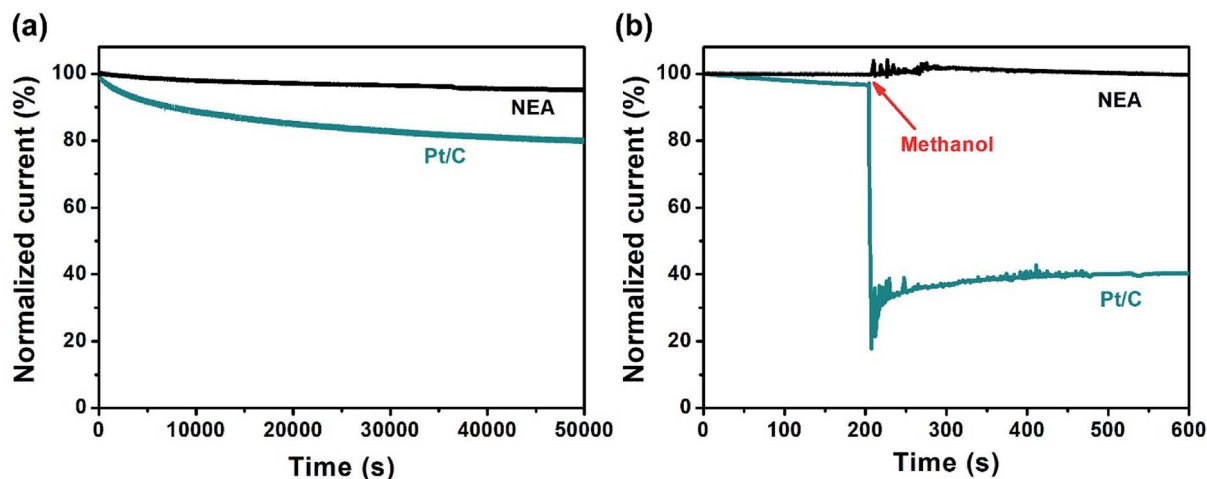 (a)
Normalized current (%)
100
80
60
40
20
0
NEA
Pt/C
0 10000 20000 30000 40000 50000
Time (s)
(b)
Normalized current (%)
100
80
60
40
20
0
NEA
Methanol
Pt/C
0 100 200 300 400 500 600
Time (s)